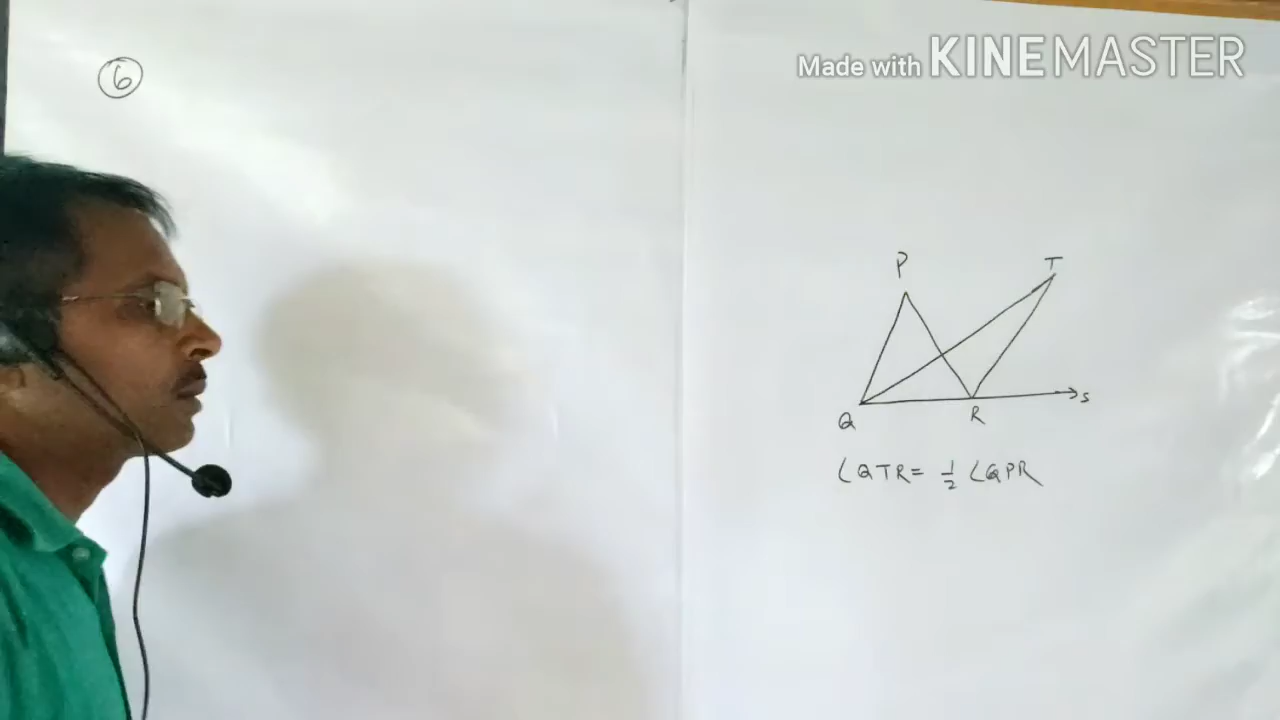 Made with KINEMASTER
6
P
T
Q
R
S
∠QTR = 1/2 ∠QPR